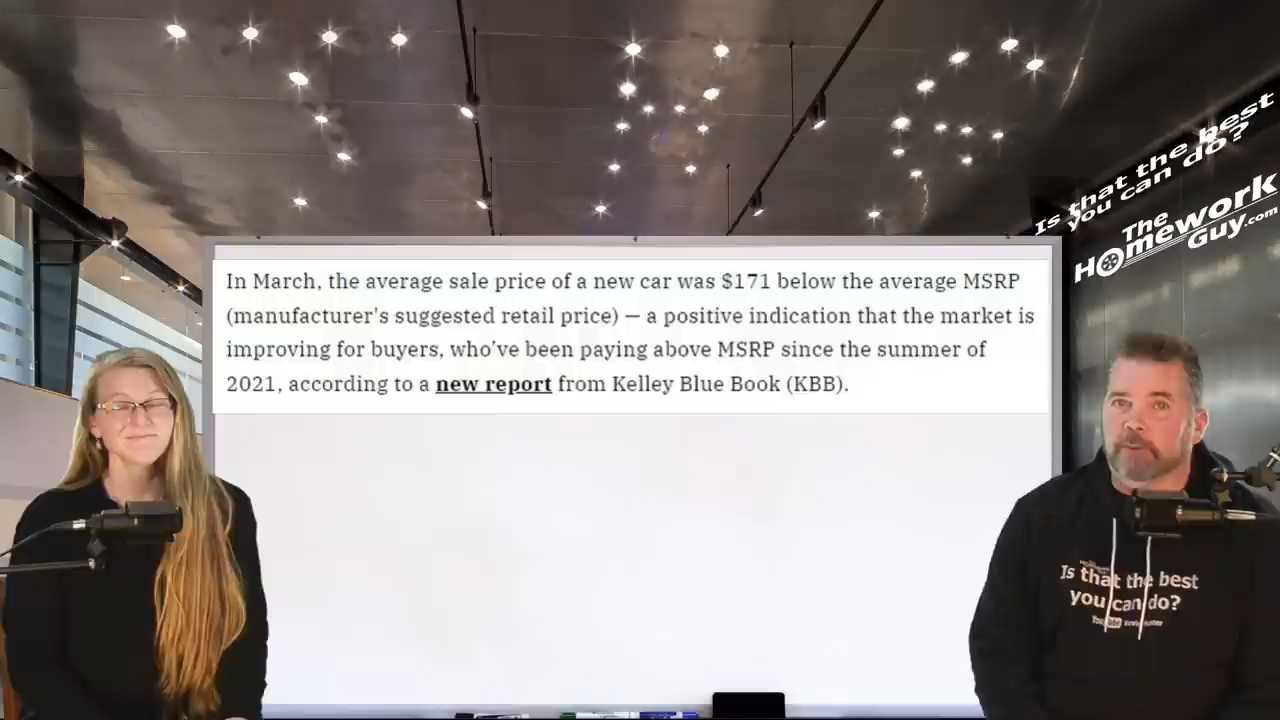 In March, the average sale price of a new car was $171 below the average MSRP
(manufacturer's suggested retail price) — a positive indication that the market is
improving for buyers, who've been paying above MSRP since the summer of
2021, according to a new report from Kelley Blue Book (KBB).
Is that the best
you can do?
The
Homework
Guy.com
Is that the best
you can do?
YouTube